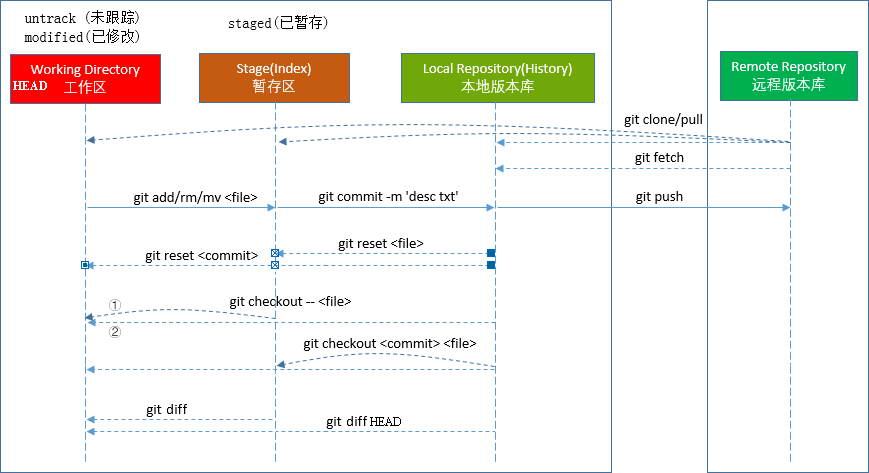 untrack (未跟踪)
modified(已修改)
staged(已暂存)
Working Directory
HEAD 工作区
Stage(Index)
暂存区
Local Repository(History)
本地版本库
Remote Repository
远程版本库
git clone/pull
git fetch
git add/rm/mv <file>
git commit -m 'desc txt'
git push
git reset <file>
git reset <commit>
①
git checkout -- <file>
②
git checkout <commit> <file>
git diff
git diff HEAD